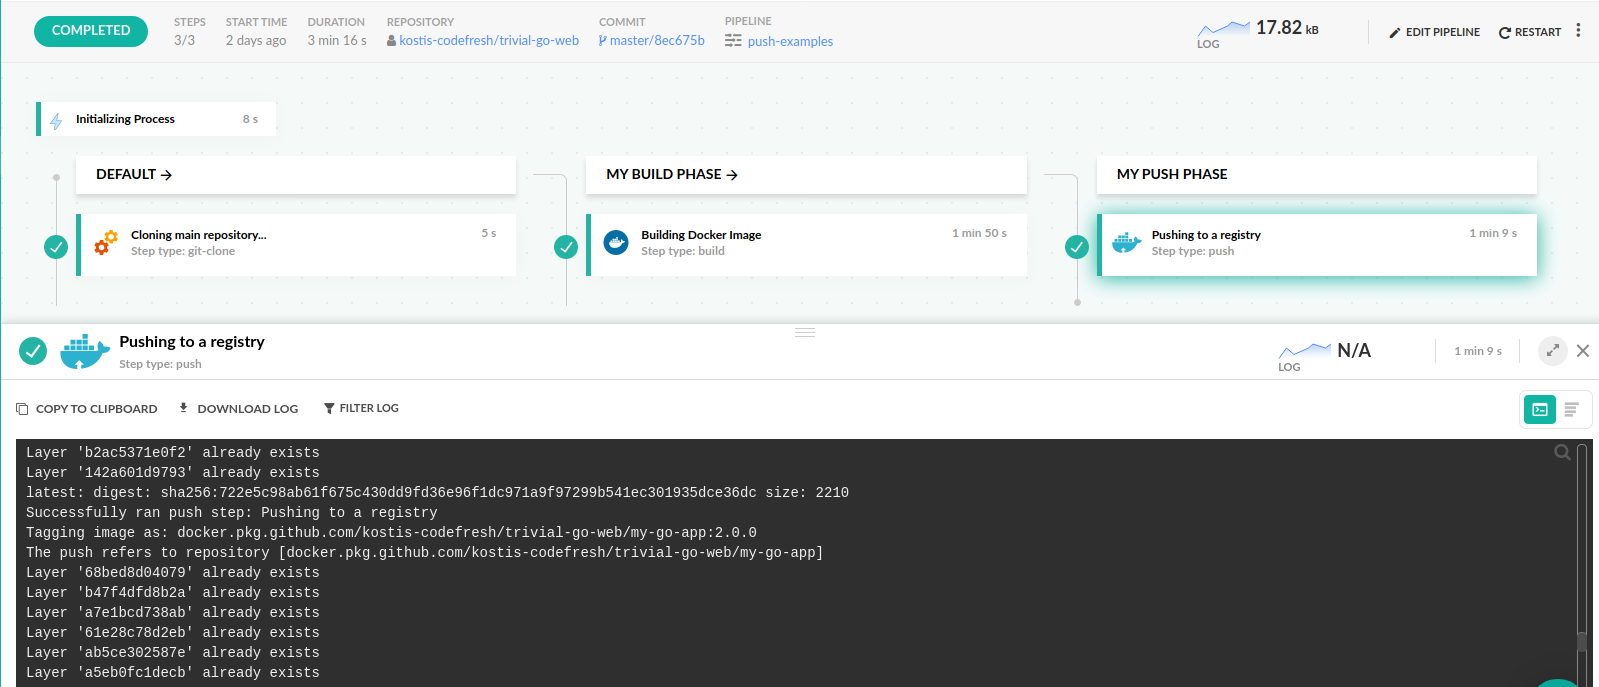 COMPLETED
STEPS
3/3
START TIME
2 days ago
DURATION
3 min 16 s
REPOSITORY
kostis-codefresh/trivial-go-web
COMMIT
master/8ec675b
PIPELINE
push-examples
LOG
17.82 kB
EDIT PIPELINE
RESTART
Initializing Process
8 s
DEFAULT →
MY BUILD PHASE →
MY PUSH PHASE
Cloning main repository...
5 s
Step type: git-clone
Building Docker Image
1 min 50 s
Step type: build
Pushing to a registry
1 min 9 s
Step type: push
Pushing to a registry
Step type: push
LOG
N/A
1 min 9 s
COPY TO CLIPBOARD
DOWNLOAD LOG
FILTER LOG
Layer 'b2ac5371e0f2' already exists
Layer '142a601d9793' already exists
latest: digest: sha256:722e5c98ab61f675c430dd9fd36e96f1dc971a9f97299b541ec301935dce36dc size: 2210
Successfully ran push step: Pushing to a registry
Tagging image as: docker.pkg.github.com/kostis-codefresh/trivial-go-web/my-go-app:2.0.0
The push refers to repository [docker.pkg.github.com/kostis-codefresh/trivial-go-web/my-go-app]
Layer '68bed8d04079' already exists
Layer 'b47f4dfd8b2a' already exists
Layer 'a7e1bcd738ab' already exists
Layer '61e28c78d2eb' already exists
Layer 'ab5ce302587e' already exists
Layer 'a5eb0fc1decb' already exists